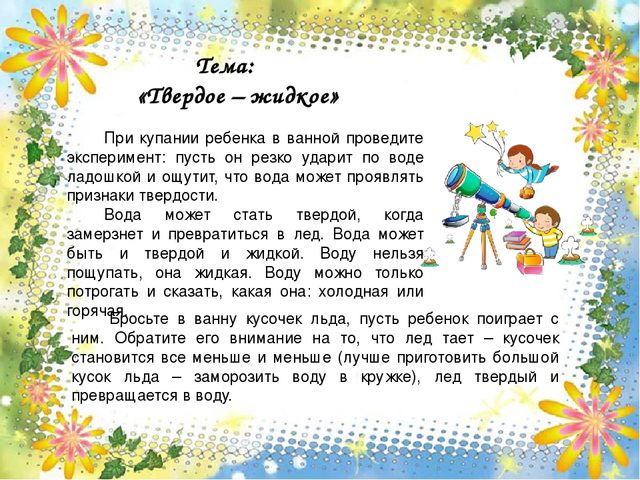 Тема:
«Твердое – жидкое»
При купании ребенка в ванной проведите
эксперимент: пусть он резко ударит по воде
ладошкой и ощутит, что вода может проявлять
признаки твердости.
Вода может стать твердой, когда
замерзнет и превратиться в лед. Вода может
быть и твердой и жидкой. Воду нельзя
пощупать, она жидкая. Воду можно только
потрогать и сказать, какая она: холодная или
горячая.
Бросьте в ванну кусочек льда, пусть ребенок поиграет с
ним. Обратите его внимание на то, что лед тает – кусочек
становится все меньше и меньше (лучше приготовить большой
кусок льда – заморозить воду в кружке), лед твердый и
превращается в воду.